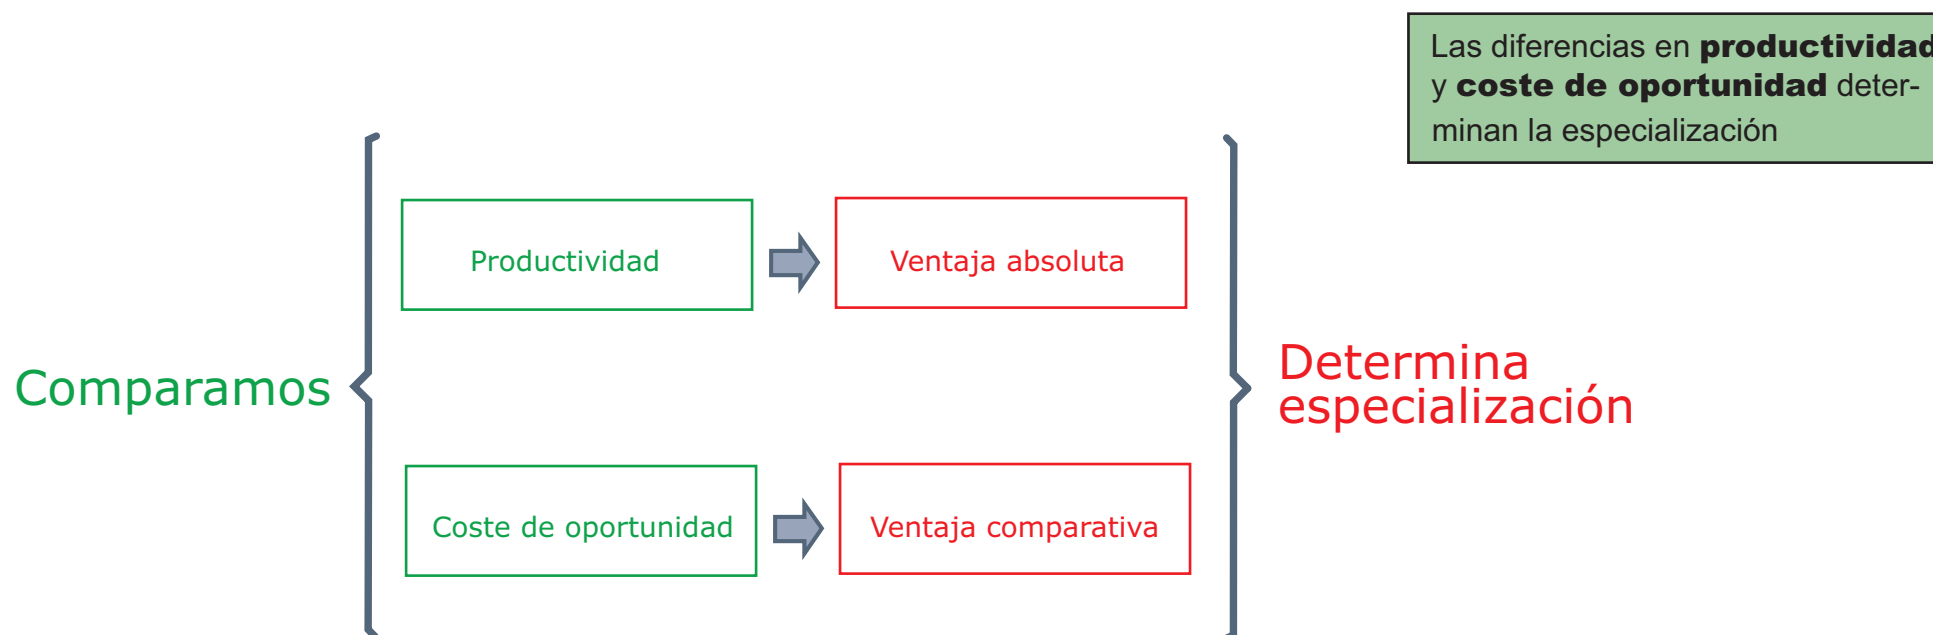 Las diferencias en productividad
y coste de oportunidad deter-
minan la especialización
Productividad
Ventaja absoluta
Comparamos
Determina
especialización
Coste de oportunidad
Ventaja comparativa